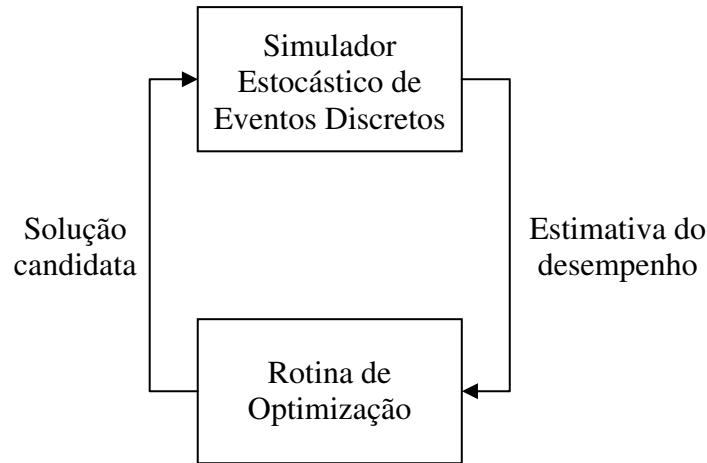 Simulador
Estocástico de
Eventos Discretos
Solução
candidata
Estimativa do
desempenho
Rotina de
Optimização